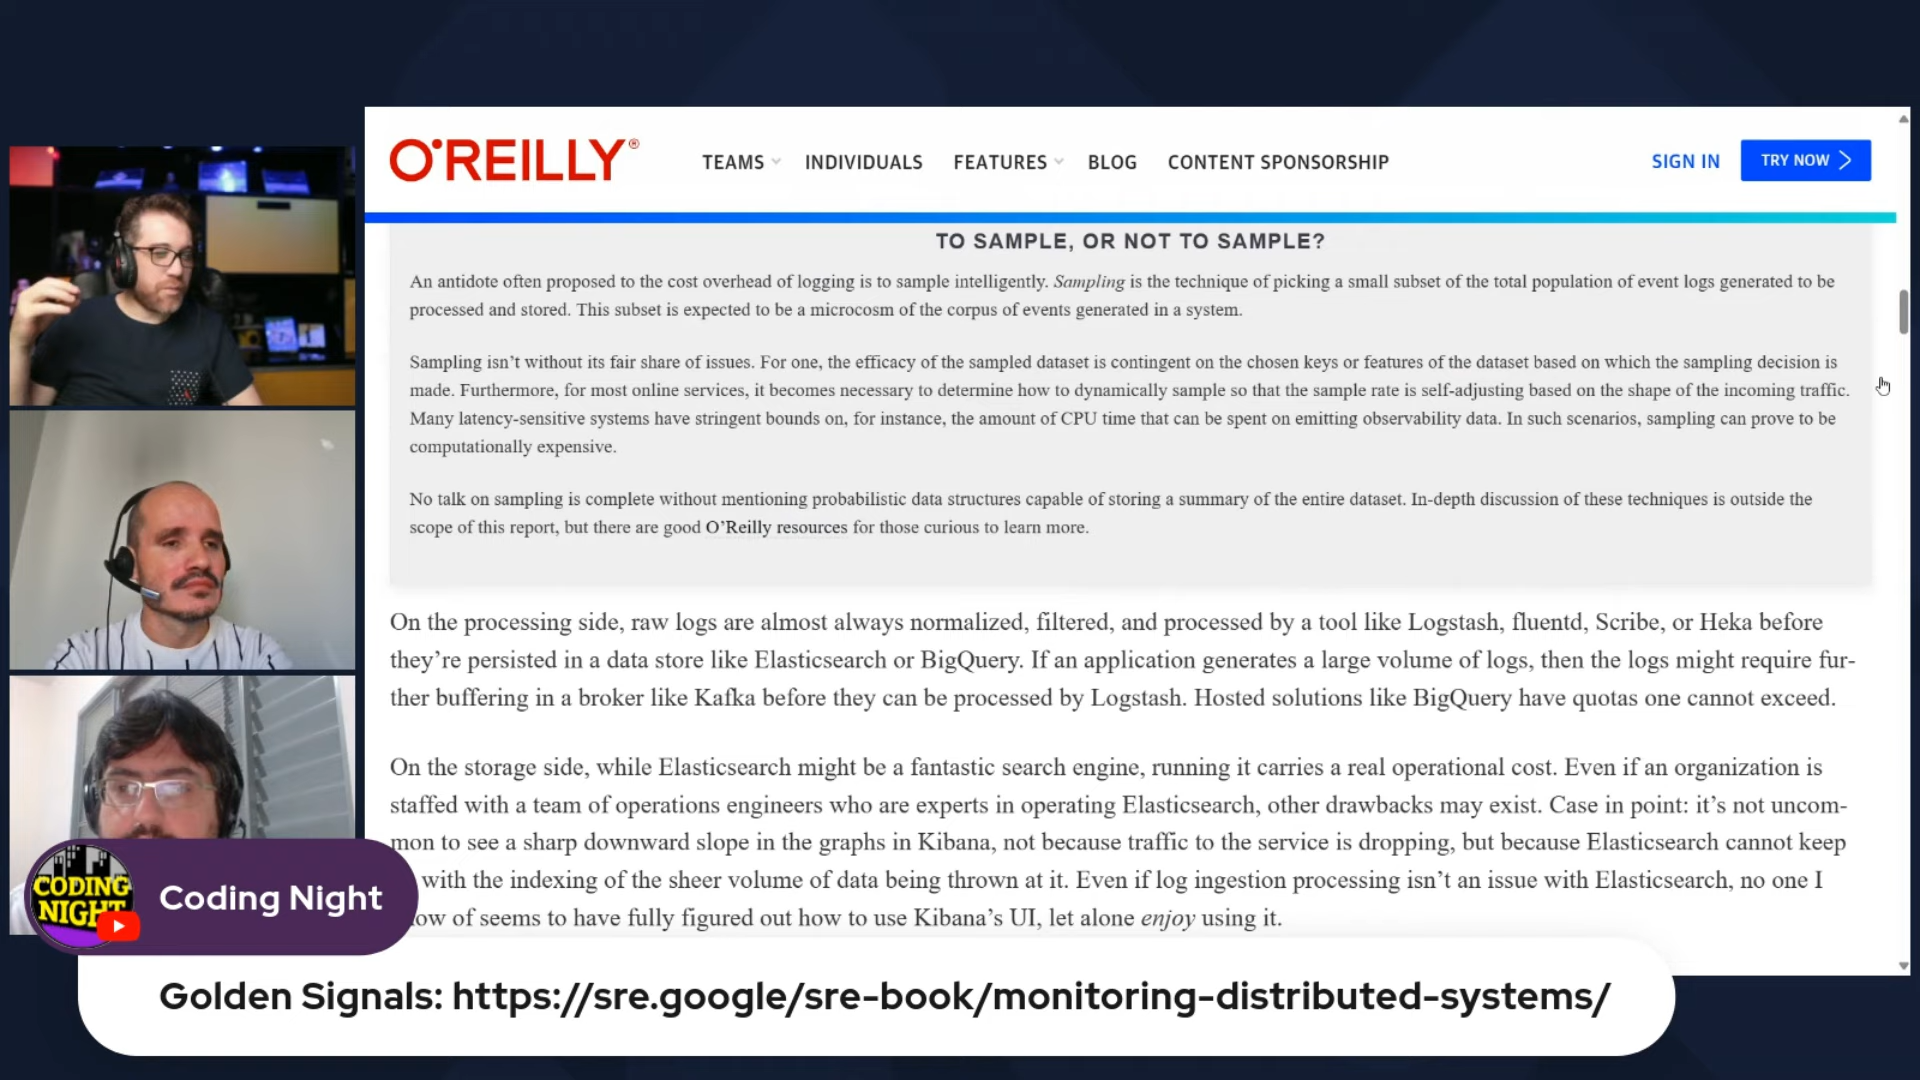 O'REILLY®
TEAMS
INDIVIDUALS
FEATURES
BLOG
CONTENT SPONSORSHIP
SIGN IN
TRY NOW
TO SAMPLE, OR NOT TO SAMPLE?
An antidote often proposed to the cost overhead of logging is to sample intelligently. Sampling is the technique of picking a small subset of the total population of event logs generated to be
processed and stored. This subset is expected to be a microcosm of the corpus of events generated in a system.
Sampling isn’t without its fair share of issues. For one, the efficacy of the sampled dataset is contingent on the chosen keys or features of the dataset based on which the sampling decision is
made. Furthermore, for most online services, it becomes necessary to determine how to dynamically sample so that the sample rate is self-adjusting based on the shape of the incoming traffic.
Many latency-sensitive systems have stringent bounds on, for instance, the amount of CPU time that can be spent on emitting observability data. In such scenarios, sampling can prove to be
computationally expensive.
No talk on sampling is complete without mentioning probabilistic data structures capable of storing a summary of the entire dataset. In-depth discussion of these techniques is outside the
scope of this report, but there are good O’Reilly resources for those curious to learn more.
On the processing side, raw logs are almost always normalized, filtered, and processed by a tool like Logstash, fluentd, Scribe, or Heka before
they’re persisted in a data store like Elasticsearch or BigQuery. If an application generates a large volume of logs, then the logs might require fur-
ther buffering in a broker like Kafka before they can be processed by Logstash. Hosted solutions like BigQuery have quotas one cannot exceed.
On the storage side, while Elasticsearch might be a fantastic search engine, running it carries a real operational cost. Even if an organization is
staffed with a team of operations engineers who are experts in operating Elasticsearch, other drawbacks may exist. Case in point: it’s not uncom-
mon to see a sharp downward slope in the graphs in Kibana, not because traffic to the service is dropping, but because Elasticsearch cannot keep
with the indexing of the sheer volume of data being thrown at it. Even if log ingestion processing isn’t an issue with Elasticsearch, no one I
of seems to have fully figured out how to use Kibana’s UI, let alone enjoy using it.
CODING
NIGHT
Coding Night
Golden Signals: https://sre.google/sre-book/monitoring-distributed-systems/